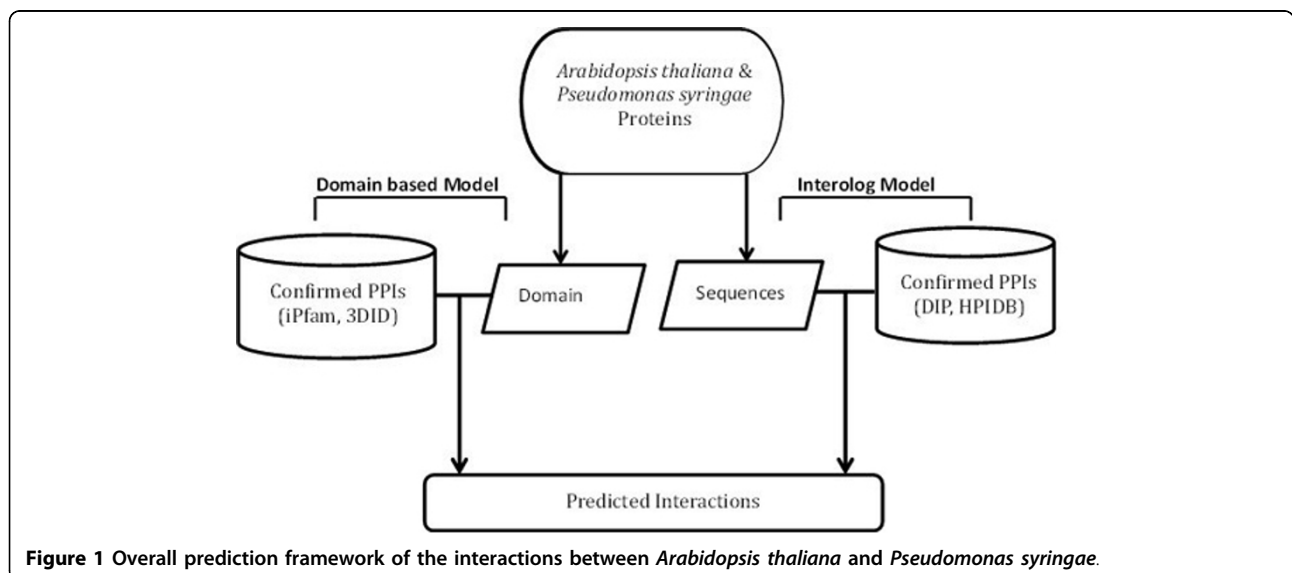 Arabidopsis thaliana &
Pseudomonas syringae
Proteins
Domain based Model
Interolog Model
Confirmed PPIs
(iPfam, 3DID)
Domain
Sequences
Confirmed PPIs
(DIP, HPIDB)
Predicted Interactions
Figure 1 Overall prediction framework of the interactions between Arabidopsis thaliana and Pseudomonas syringae.